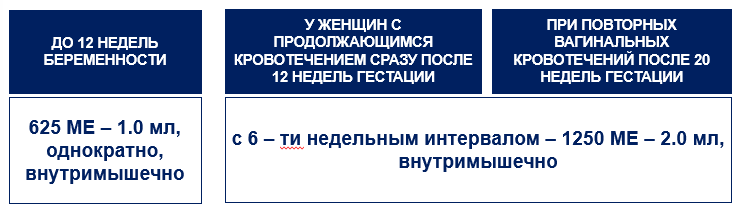 ДО 12 НЕДЕЛЬ
БЕРЕМЕННОСТИ
У ЖЕНЩИН С
ПРОДОЛЖАЮЩИМСЯ
КРОВОТЕЧЕНИЕМ СРАЗУ ПОСЛЕ
12 НЕДЕЛЬ ГЕСТАЦИИ
ПРИ ПОВТОРНЫХ
ВАГИНАЛЬНЫХ
КРОВОТЕЧЕНИЙ ПОСЛЕ 20
НЕДЕЛЬ ГЕСТАЦИИ
625 МЕ – 1.0 мл,
однократно,
внутримышечно
с 6 – ти недельным интервалом – 1250 МЕ – 2.0 мл,
внутримышечно